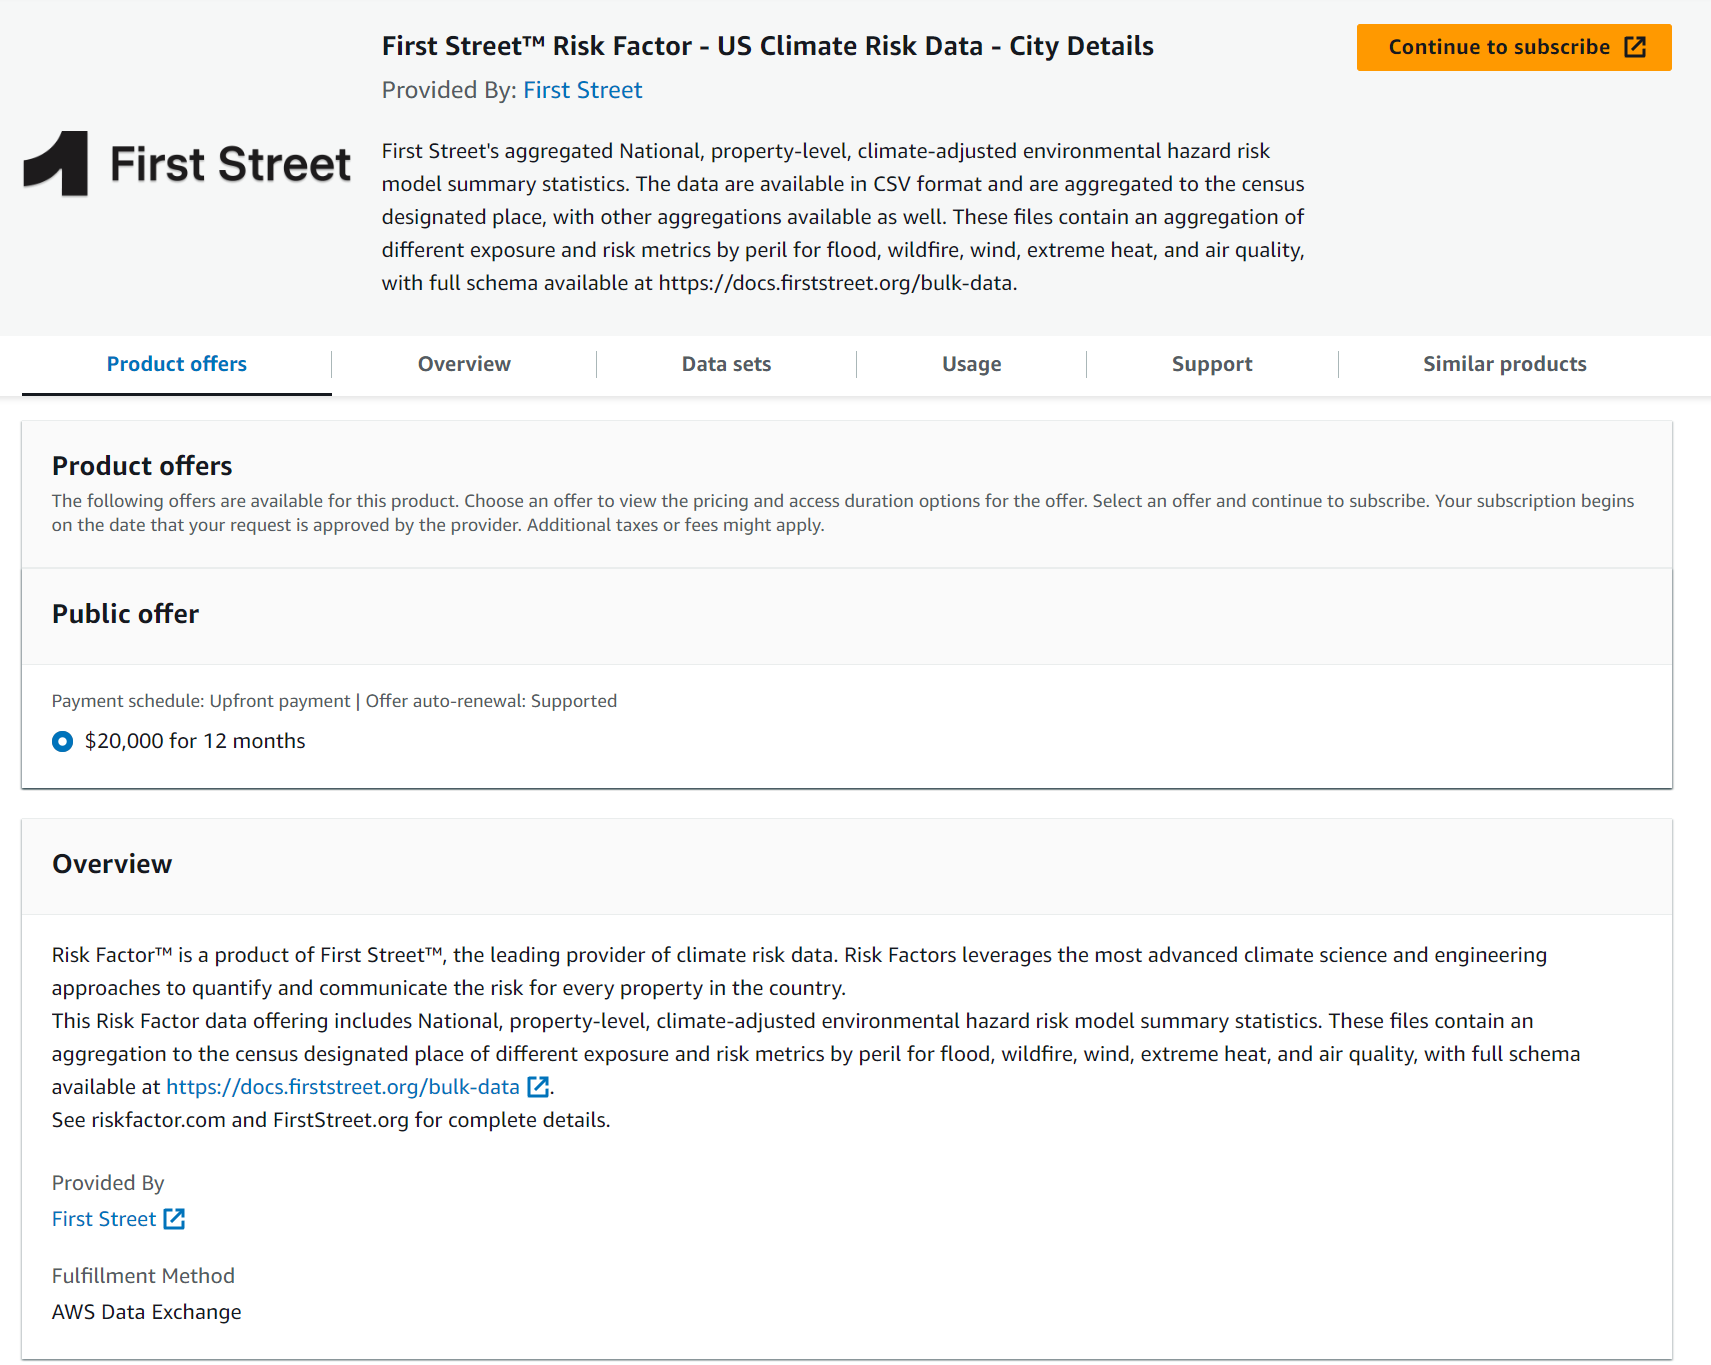 First Street™ Risk Factor - US Climate Risk Data - City Details
Continue to subscribe
Provided By: First Street
First Street
First Street's aggregated National, property-level, climate-adjusted environmental hazard risk
model summary statistics. The data are available in CSV format and are aggregated to the census
designated place, with other aggregations available as well. These files contain an aggregation of
different exposure and risk metrics by peril for flood, wildfire, wind, extreme heat, and air quality,
with full schema available at https://docs.firststreet.org/bulk-data.
Product offers
Overview
Data sets
Usage
Support
Similar products
Product offers
The following offers are available for this product. Choose an offer to view the pricing and access duration options for the offer. Select an offer and continue to subscribe. Your subscription begins
on the date that your request is approved by the provider. Additional taxes or fees might apply.
Public offer
Payment schedule: Upfront payment | Offer auto-renewal: Supported
$20,000 for 12 months
Overview
Risk Factor™ is a product of First Street™, the leading provider of climate risk data. Risk Factors leverages the most advanced climate science and engineering
approaches to quantify and communicate the risk for every property in the country.
This Risk Factor data offering includes National, property-level, climate-adjusted environmental hazard risk model summary statistics. These files contain an
aggregation to the census designated place of different exposure and risk metrics by peril for flood, wildfire, wind, extreme heat, and air quality, with full schema
available at https://docs.firststreet.org/bulk-data.
See riskfactor.com and FirstStreet.org for complete details.
Provided By
First Street
Fulfillment Method
AWS Data Exchange